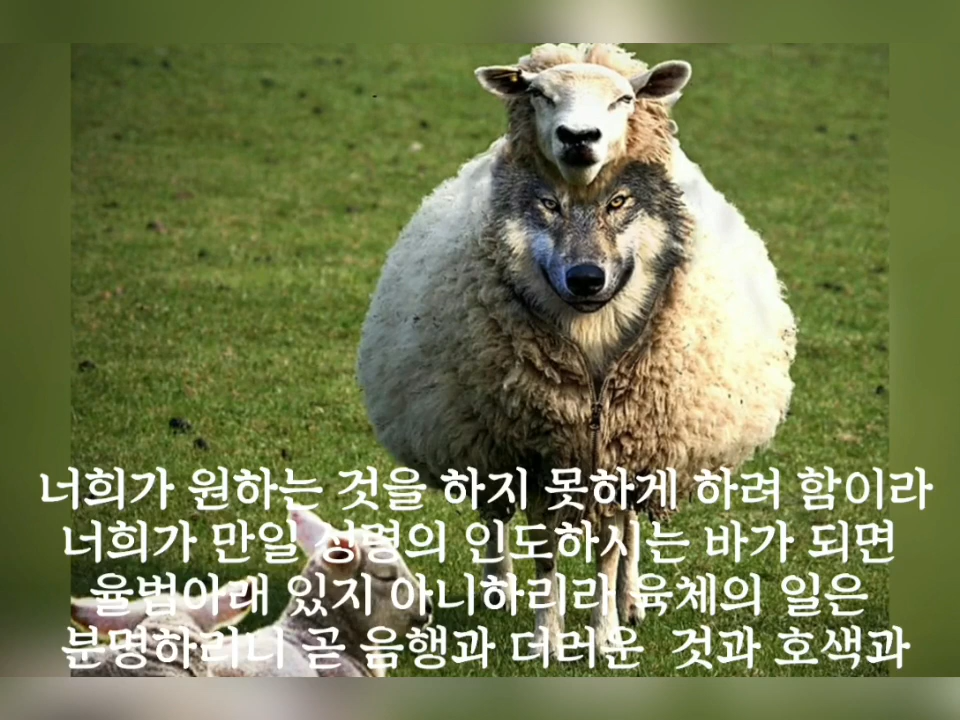 너희가 원하는 것을 하지 못하게 하려 함이라
너희가 만일 성령의 인도하시는 바가 되면
율법아래 있지 아니하리라 육체의 일은
분명하리니 곧 음행과 더러운 것과 호색과